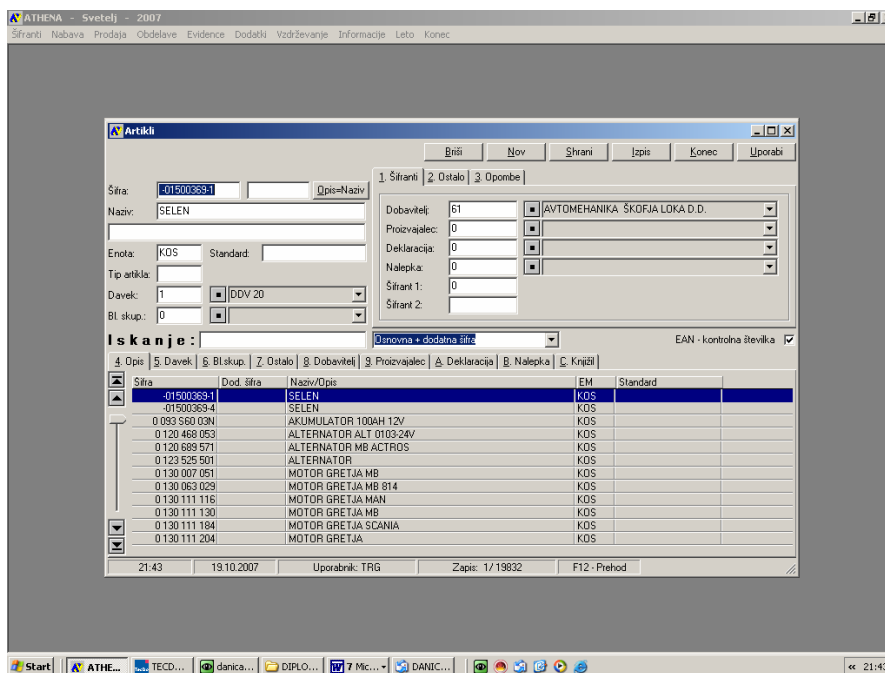 ATHENA - Svetelj - 2007
Šifranti Nabava Prodaja Obdelave Evidence Dodatki Vzdrževanje Informacije Leto Konec
Artikli
Briši Nov Shrani Izpis Konec Uporabi
1. Šifranti 2. Ostalo 3. Opombe
Šifra: -01500369-1 Opis=Naziv
Naziv: SELEN
Enota: KOS Standard:
Tip artikla:
Davek: 1 DDV 20
Bl. skup.: 0
Dobavitelj: 61 AVTOMEHANIKA ŠKOFJA LOKA D.D.
Proizvajalec: 0
Deklaracija: 0
Nalepka: 0
Šifrant 1: 0
Šifrant 2:
Iskanje: Osnovna + dodatna šifra EAN - kontrolna številka
4. Opis 5. Davek 6. Bl.skup. 7. Ostalo 8. Dobavitelj 9. Proizvajalec A. Deklaracija B. Nalepka C. Knjižil
Šifra Dod. šifra Naziv/Opis EM Standard
-01500369-1 SELEN KOS
-01500369-4 SELEN KOS
0 093 S60 03N AKUMULATOR 100AH 12V KOS
0 120 468 053 ALTERNATOR ALT 0103-24V KOS
0 120 689 571 ALTERNATOR MB ACTROS KOS
0 123 525 501 ALTERNATOR KOS
0 130 007 051 MOTOR GRETJA MB KOS
0 130 063 029 MOTOR GRETJA MB 814 KOS
0 130 111 116 MOTOR GRETJA MAN KOS
0 130 111 130 MOTOR GRETJA MB KOS
0 130 111 184 MOTOR GRETJA SCANIA KOS
0 130 111 204 MOTOR GRETJA KOS
21:43 19.10.2007 Uporabnik: TRG Zapis: 1/ 19832 F12 - Prehod
Start ATHE... TECD... danica... DIPLO... 7 Mic... DANIC... « 21:43